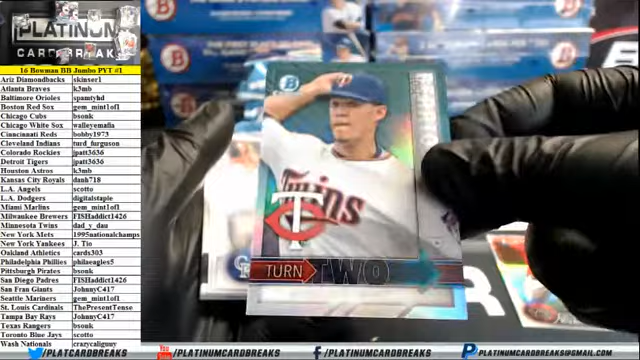 PLATINUM
CARDBREAKS
16 Bowman BB Jumbo PYT #1
Ariz Diamondbacks skinser1
Atlanta Braves k3mb
Baltimore Orioles spamtyhd
Boston Red Sox gem_mint1of1
Chicago Cubs bsonk
Chicago White Sox walleyemafia
Cincinnati Reds bobby1973
Cleveland Indians turd_furguson
Colorado Rockies jpatt3636
Detroit Tigers jpatt3636
Houston Astros k3mb
Kansas City Royals danh718
L.A. Angels scotto
L.A. Dodgers digitalstaple
Miami Marlins gem_mint1of1
Milwaukee Brewers FISHaddict1426
Minnesota Twins dad_y_dau
New York Mets 1995nationalchamps
New York Yankees J. Tio
Oakland Athletics cards303
Philadelphia Phillies phileagles5
Pittsburgh Pirates bsonk
San Diego Padres FISHaddict1426
San Fran Giants JohnnyC417
Seattle Mariners gem_mint1of1
St. Louis Cardinals ThePresentTense
Tampa Bay Rays JohnnyC417
Texas Rangers bsonk
Toronto Blue Jays scotto
Wash Nationals crazycaliguny
B
Twins
TC
TURN TWO
/PLATCARDBREAKS
/PLATINUMCARDBREAKS
/PLATINUMCARDBREAKS
PLATINUMCARDBREAKS@GMAIL.COM